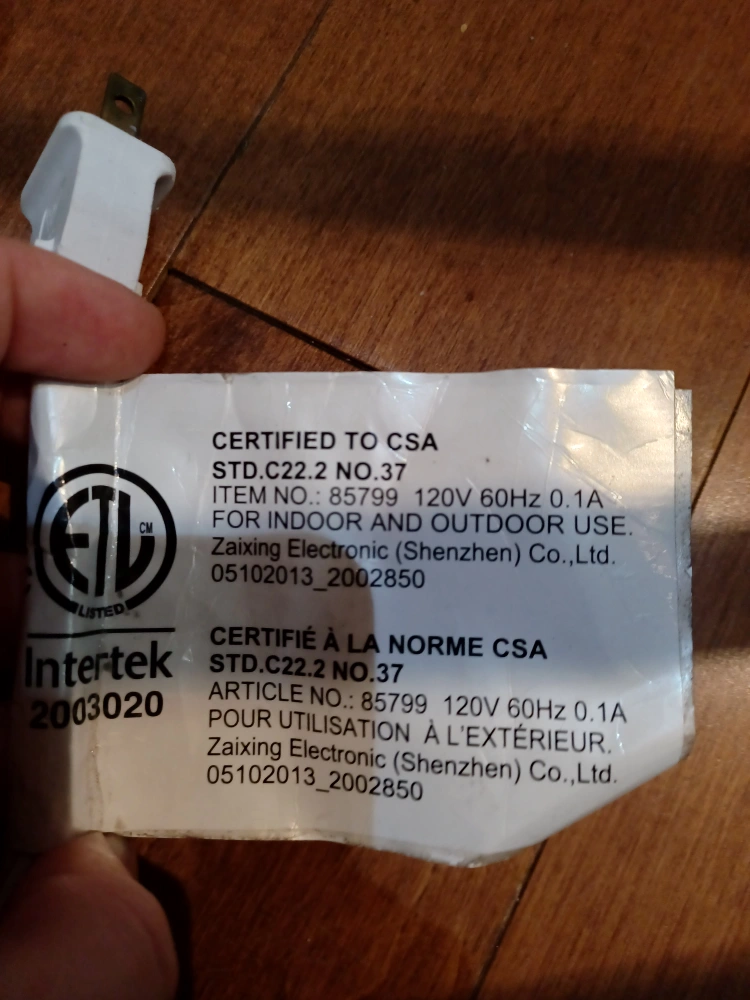 CERTIFIED TO CSA
STD.C22.2 NO.37
ITEM NO.: 85799 120V 60Hz 0.1A
FOR INDOOR AND OUTDOOR USE.
Zaixing Electronic (Shenzhen) Co.,Ltd.
05102013_2002850
ETL CM
LISTED
Intertek
2003020
CERTIFIÉ À LA NORME CSA
STD.C22.2 NO.37
ARTICLE NO.: 85799 120V 60Hz 0.1A
POUR UTILISATION À L'EXTÉRIEUR.
Zaixing Electronic (Shenzhen) Co.,Ltd.
05102013_2002850